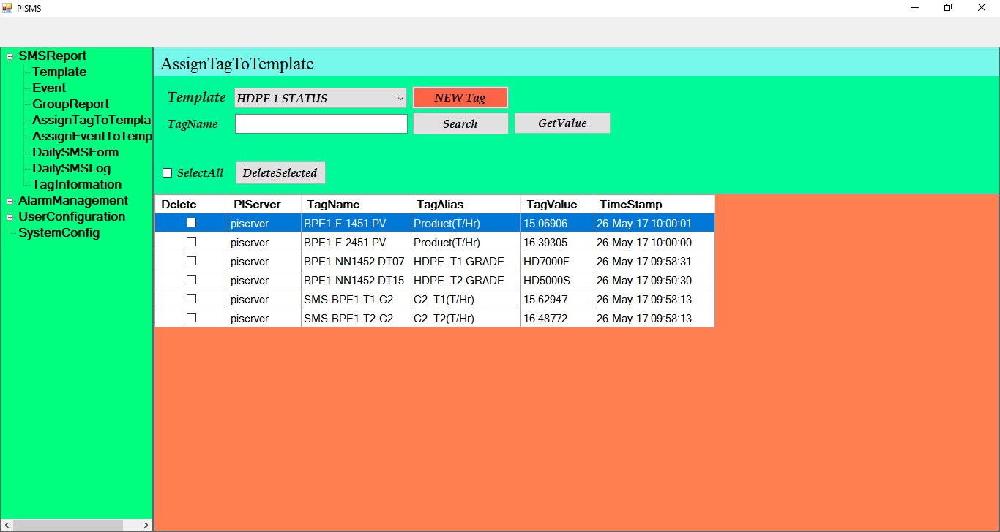 PISMS
SMSReport
Template
Event
GroupReport
AssignTagToTempla
AssignEventToTemp
DailySMSForm
DailySMSLog
TagInformation
AlarmManagement
UserConfiguration
SystemConfig
AssignTagToTemplate
Template HDPE 1 STATUS NEW Tag
TagName Search GetValue
SelectAll DeleteSelected
Delete PIServer TagName TagAlias TagValue TimeStamp
piserver BPE1-F-1451.PV Product(T/Hr) 15.06906 26-May-17 10:00:01
piserver BPE1-F-2451.PV Product(T/Hr) 16.39305 26-May-17 10:00:00
piserver BPE1-NN1452.DT07 HDPE_T1 GRADE HD7000F 26-May-17 09:58:31
piserver BPE1-NN1452.DT15 HDPE_T2 GRADE HD5000S 26-May-17 09:50:30
piserver SMS-BPE1-T1-C2 C2_T1(T/Hr) 15.62947 26-May-17 09:58:13
piserver SMS-BPE1-T2-C2 C2_T2(T/Hr) 16.48772 26-May-17 09:58:13